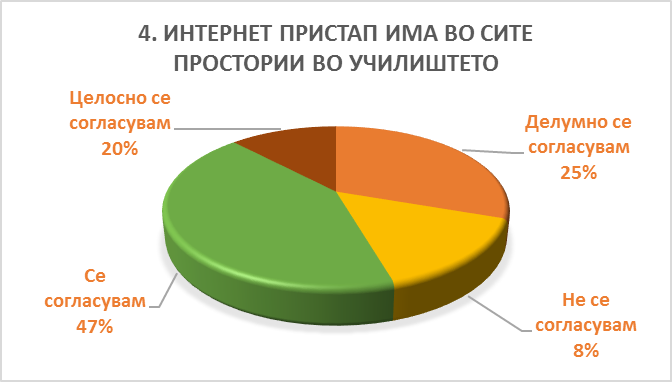 4. ИНТЕРНЕТ ПРИСТАП ИМА ВО СИТЕ
ПРОСТОРИИ ВО УЧИЛИШТЕТО
Целосно се
согласувам
20%
Делумно се
согласувам
25%
Се
согласувам
47%
Не се
согласувам
8%